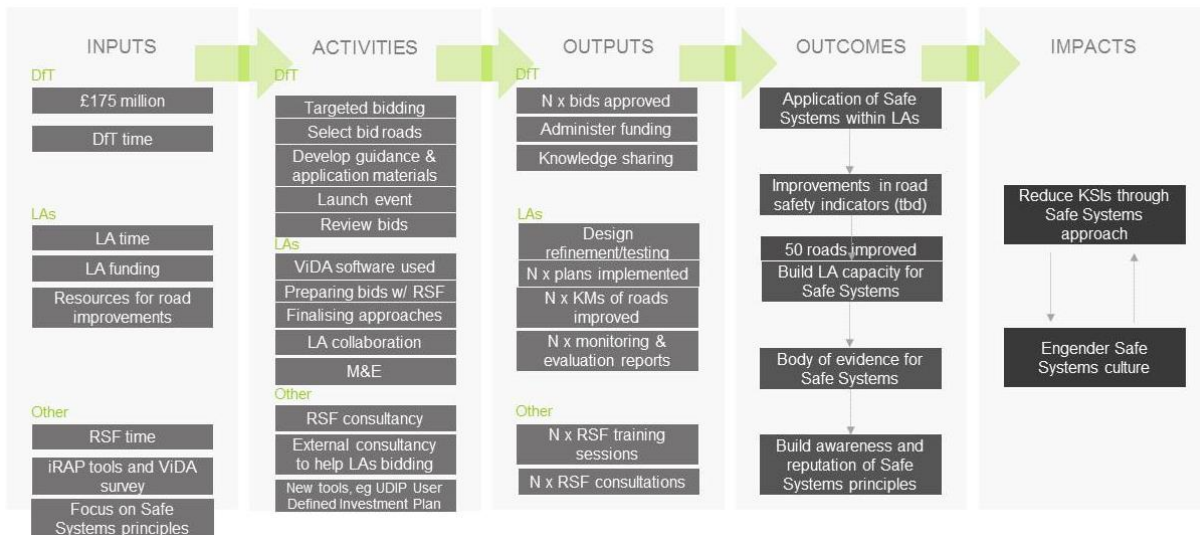 INPUTS
DfT
£175 million
DfT time
LAs
LA time
LA funding
Resources for road
improvements
Other
RSF time
iRAP tools and ViDA
survey
Focus on Safe
Systems principles
ACTIVITIES
DfT
Targeted bidding
Select bid roads
Develop guidance &
application materials
Launch event
Review bids
LAs
ViDA software used
Preparing bids w/ RSF
Finalising approaches
LA collaboration
M&E
Other
RSF consultancy
External consultancy
to help LAs bidding
New tools, eg UDIP User
Defined Investment Plan
OUTPUTS
DfT
N x bids approved
Administer funding
Knowledge sharing
LAs
Design
refinement/testing
N x plans implemented
N x KMs of roads
improved
N x monitoring &
evaluation reports
Other
N x RSF training
sessions
N x RSF consultations
OUTCOMES
Application of Safe
Systems within LAs
Improvements in road
safety indicators (tbd)
50 roads improved
Build LA capacity for
Safe Systems
Body of evidence for
Safe Systems
Build awareness and
reputation of Safe
Systems principles
IMPACTS
Reduce KSIs through
Safe Systems
approach
Engender Safe
Systems culture